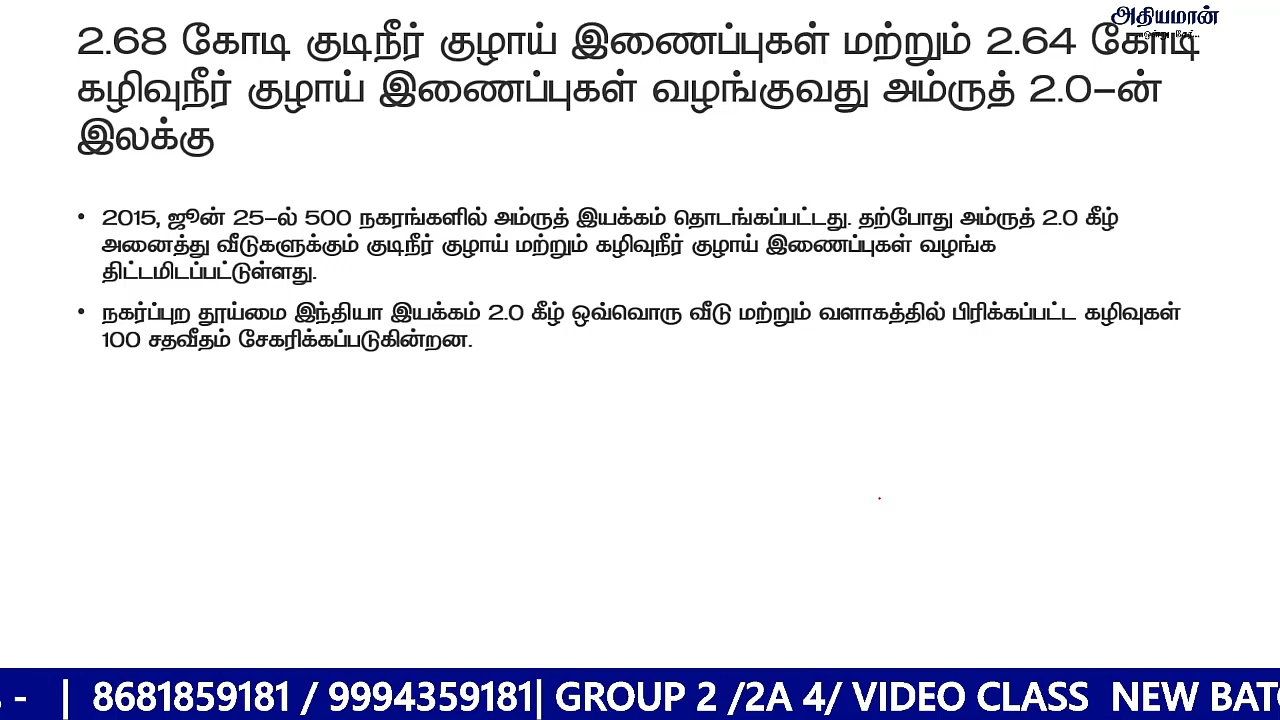 அதியமான்
2.68 கோடி குடிநீர் குழாய் இணைப்புகள் மற்றும் 2.64 கோடி
கழிவுநீர் குழாய் இணைப்புகள் வழங்குவது அம்ருத் 2.0-ன்
இலக்கு
• 2015, ஜூன் 25-ல் 500 நகரங்களில் அம்ருத் இயக்கம் தொடங்கப்பட்டது. தற்போது அம்ருத் 2.0 கீழ்
அனைத்து வீடுகளுக்கும் குடிநீர் குழாய் மற்றும் கழிவுநீர் குழாய் இணைப்புகள் வழங்க
திட்டமிடப்பட்டுள்ளது.
• நகர்ப்புற தூய்மை இந்தியா இயக்கம் 2.0 கீழ் ஒவ்வொரு வீடு மற்றும் வளாகத்தில் பிரிக்கப்பட்ட கழிவுகள்
100 சதவீதம் சேகரிக்கப்படுகின்றன.
- | 8681859181 / 9994359181| GROUP 2 /2A 4/ VIDEO CLASS NEW BATC